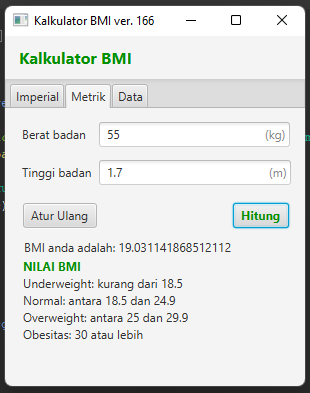 Kalkulator BMI ver. 166
Kalkulator BMI
Imperial Metrik Data
Berat badan 55 (kg)
Tinggi badan 1.7 (m)
Atur Ulang Hitung
BMI anda adalah: 19.031141868512112
NILAI BMI
Underweight: kurang dari 18.5
Normal: antara 18.5 dan 24.9
Overweight: antara 25 dan 29.9
Obesitas: 30 atau lebih